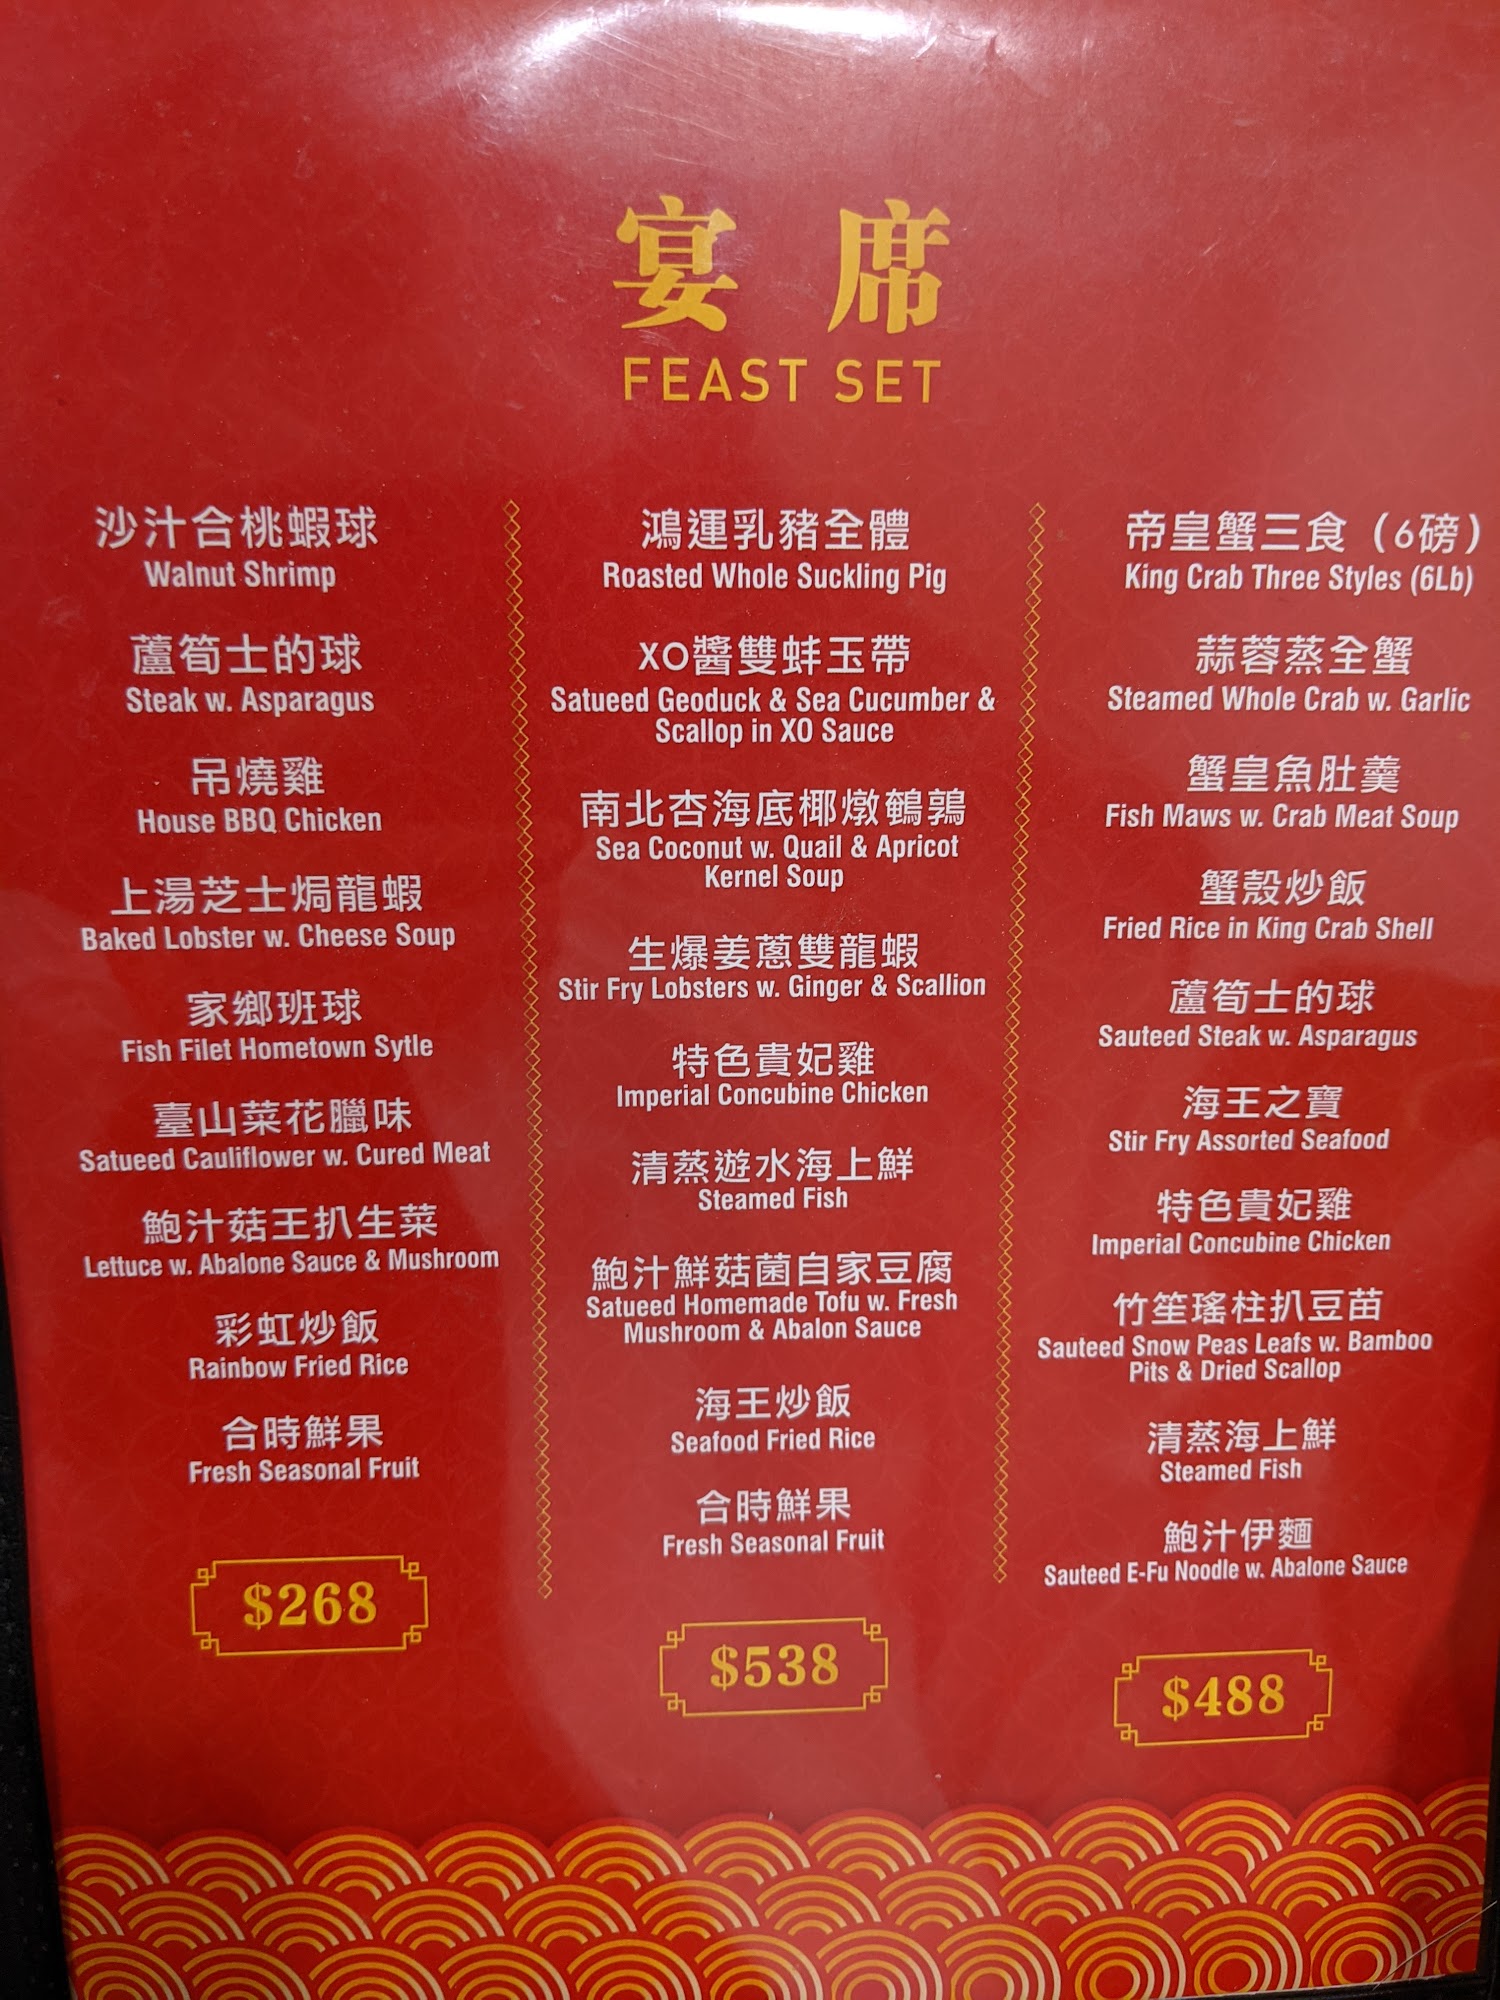 宴席
FEAST SET
沙汁合桃蝦球
Walnut Shrimp
蘆筍士的球
Steak w. Asparagus
吊燒雞
House BBQ Chicken
上湯芝士焗龍蝦
Baked Lobster w. Cheese Soup
家鄉班球
Fish Filet Hometown Sytle
臺山菜花臘味
Satueed Cauliflower w. Cured Meat
鮑汁菇王扒生菜
Lettuce w. Abalone Sauce & Mushroom
彩虹炒飯
Rainbow Fried Rice
合時鮮果
Fresh Seasonal Fruit
$268
鴻運乳豬全體
Roasted Whole Suckling Pig
XO醬雙蚌玉帶
Satueed Geoduck & Sea Cucumber &
Scallop in XO Sauce
南北杏海底椰燉鵪鶉
Sea Coconut w. Quail & Apricot
Kernel Soup
生爆姜蔥雙龍蝦
Stir Fry Lobsters w. Ginger & Scallion
特色貴妃雞
Imperial Concubine Chicken
清蒸遊水海上鮮
Steamed Fish
鮑汁鮮菇菌自家豆腐
Satueed Homemade Tofu w. Fresh
Mushroom & Abalon Sauce
海王炒飯
Seafood Fried Rice
合時鮮果
Fresh Seasonal Fruit
$538
帝皇蟹三食（6磅）
King Crab Three Styles (6Lb)
蒜蓉蒸全蟹
Steamed Whole Crab w. Garlic
蟹皇魚肚羹
Fish Maws w. Crab Meat Soup
蟹殼炒飯
Fried Rice in King Crab Shell
蘆筍士的球
Sauteed Steak w. Asparagus
海王之寶
Stir Fry Assorted Seafood
特色貴妃雞
Imperial Concubine Chicken
竹笙瑤柱扒豆苗
Sauteed Snow Peas Leafs w. Bamboo
Pits & Dried Scallop
清蒸海上鮮
Steamed Fish
鮑汁伊麵
Sauteed E-Fu Noodle w. Abalone Sauce
$488